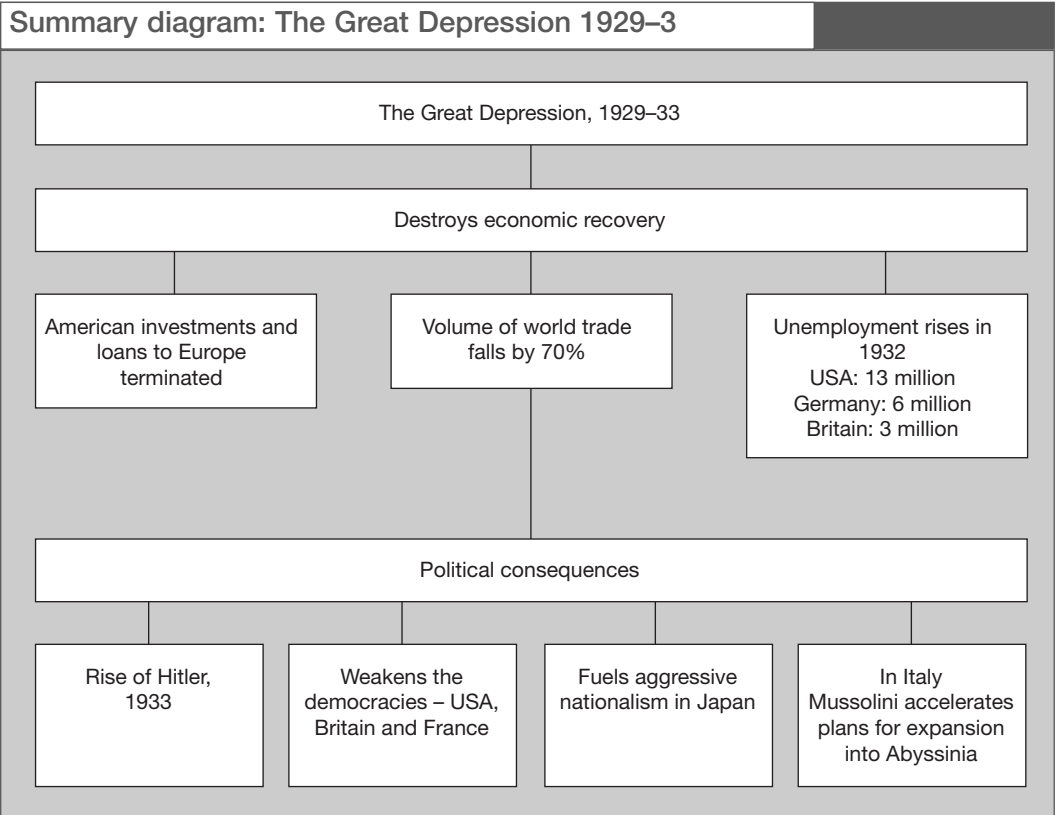 Summary diagram: The Great Depression 1929–3
The Great Depression, 1929–33
Destroys economic recovery
American investments and
loans to Europe
terminated
Volume of world trade
falls by 70%
Unemployment rises in
1932
USA: 13 million
Germany: 6 million
Britain: 3 million
Political consequences
Rise of Hitler,
1933
Weakens the
democracies – USA,
Britain and France
Fuels aggressive
nationalism in Japan
In Italy
Mussolini accelerates
plans for expansion
into Abyssinia